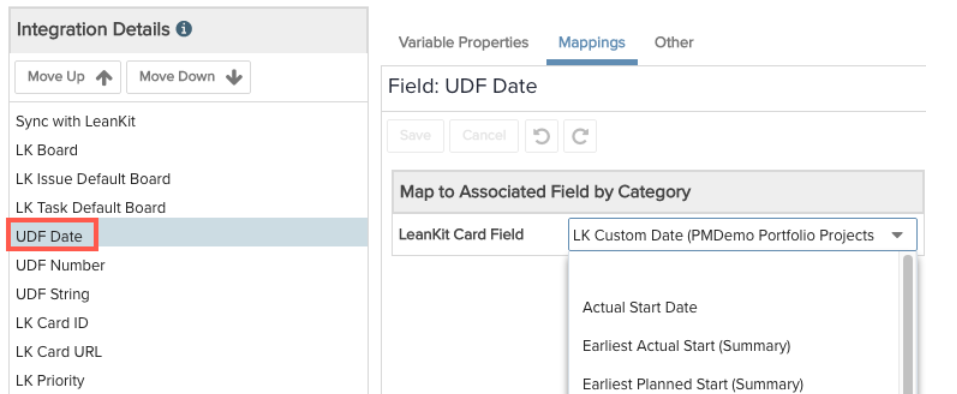 Integration Details
Move Up
Move Down
Sync with LeanKit
LK Board
LK Issue Default Board
LK Task Default Board
UDF Date
UDF Number
UDF String
LK Card ID
LK Card URL
LK Priority
Variable Properties
Mappings
Other
Field: UDF Date
Save
Cancel
Map to Associated Field by Category
LeanKit Card Field
LK Custom Date (PMDemo Portfolio Projects
Actual Start Date
Earliest Actual Start (Summary)
Earliest Planned Start (Summary)